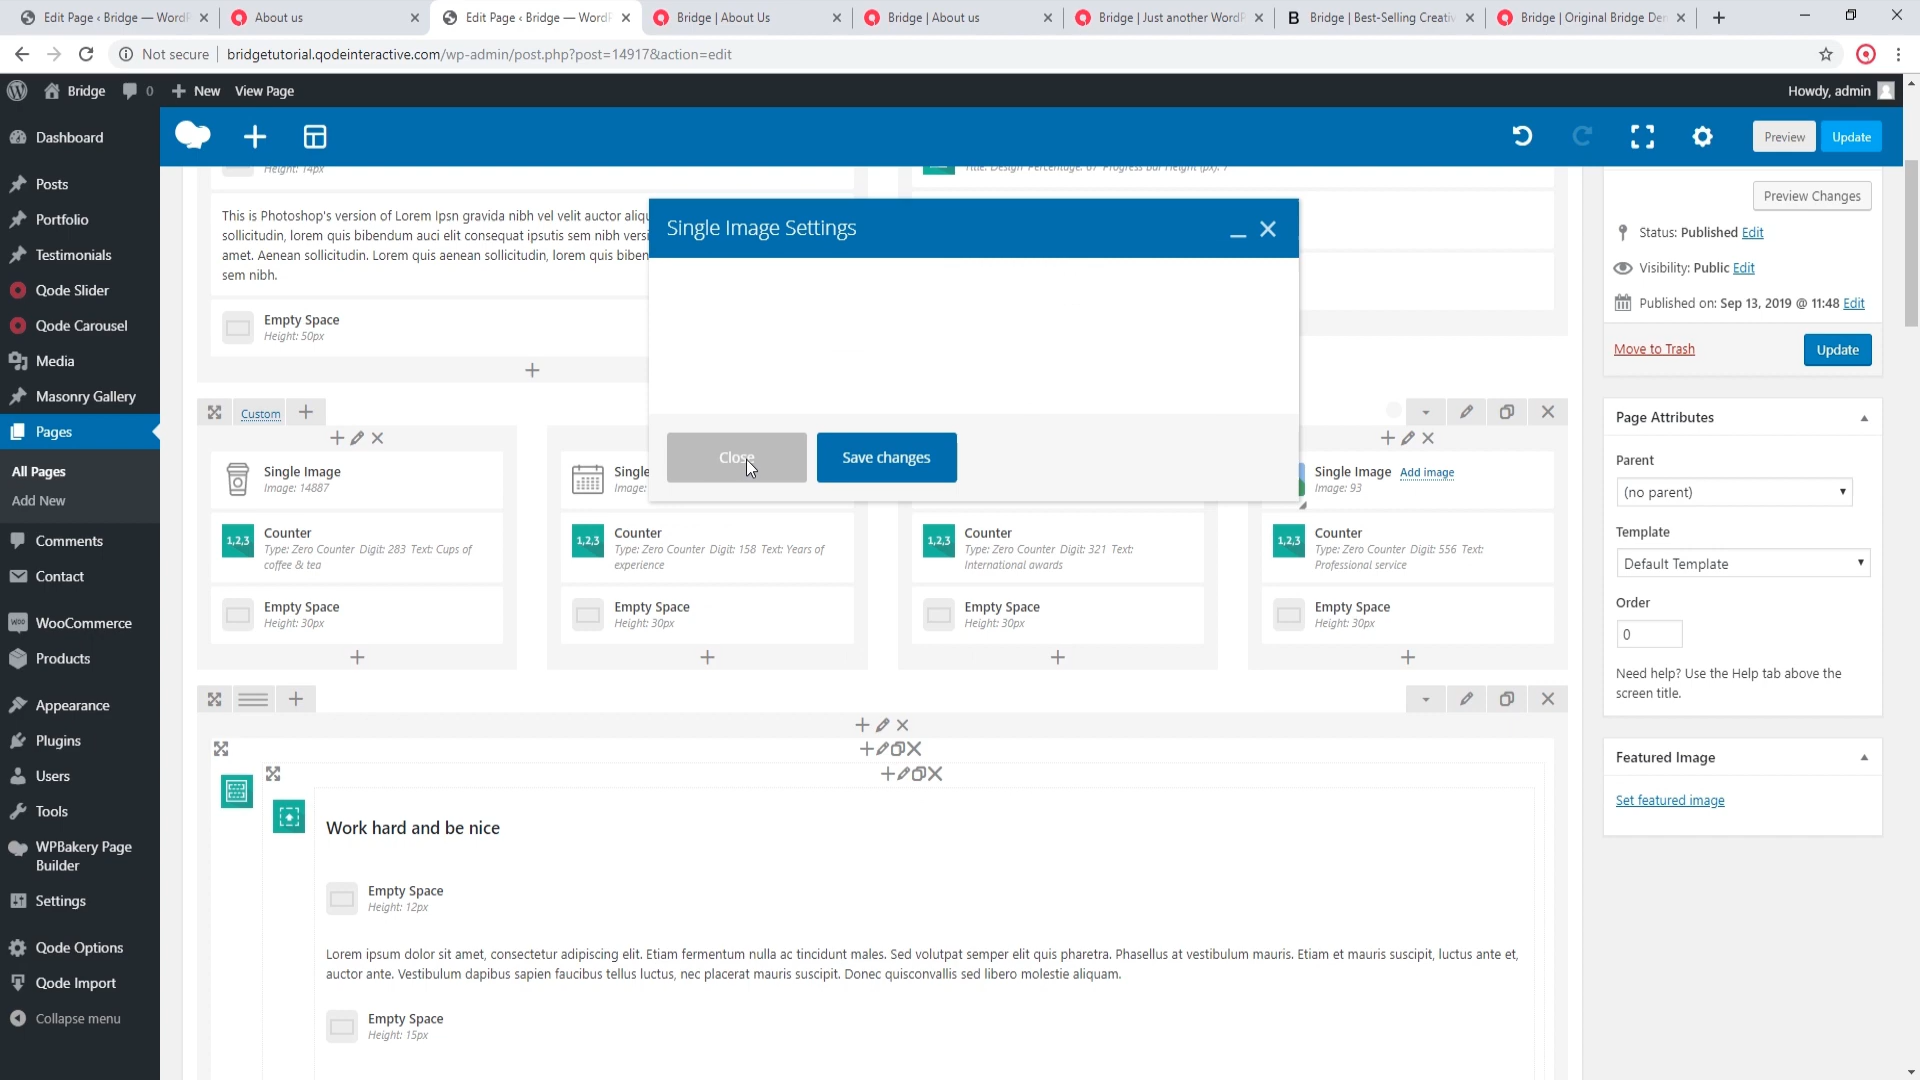 Edit Page ‹ Bridge — WordP
About us
Edit Page ‹ Bridge — WordP
Bridge | About Us
Bridge | About us
Bridge | Just another WordP
Bridge | Best-Selling Creativ
Bridge | Original Bridge Dem
Not secure
bridgetutorial.qodeinteractive.com/wp-admin/post.php?post=14917&action=edit
Bridge
0
New
View Page
Howdy, admin
Dashboard
Posts
Portfolio
Testimonials
Qode Slider
Qode Carousel
Media
Masonry Gallery
Pages
All Pages
Add New
Comments
Contact
WooCommerce
Products
Appearance
Plugins
Users
Tools
WPBakery Page
Builder
Settings
Qode Options
Qode Import
Collapse menu
Preview
Update
Height: 14px
Title: Design Percentage: 67 Progress Bar Height (px): 7
This is Photoshop's version of Lorem Ipsn gravida nibh vel velit auctor
sollicitudin, lorem quis bibendum auci elit consequat ipsutis sem nibh
amet. Aenean sollicitudin. Lorem quis aenean sollicitudin, lorem quis
sem nibh.
Empty Space
Height: 50px
Single Image Settings
Close
Save changes
Custom
Single Image
Image: 14887
Counter
Type: Zero Counter Digit: 283 Text: Cups of
coffee & tea
Empty Space
Height: 30px
Single
Image:
Counter
Type: Zero Counter Digit: 158 Text: Years of
experience
Empty Space
Height: 30px
Counter
Type: Zero Counter Digit: 321 Text:
International awards
Empty Space
Height: 30px
Single Image Add image
Image: 93
Counter
Type: Zero Counter Digit: 556 Text:
Professional service
Empty Space
Height: 30px
Work hard and be nice
Empty Space
Height: 12px
Lorem ipsum dolor sit amet, consectetur adipiscing elit. Etiam fermentum nulla ac tincidunt males. Sed volutpat semper elit quis pharetra. Phasellus at vestibulum mauris. Etiam et mauris suscipit, luctus ante et,
auctor ante. Vestibulum dapibus sapien faucibus tellus luctus, nec placerat mauris suscipit. Donec quisconvallis sed libero molestie aliquam.
Empty Space
Height: 15px
Preview Changes
Status: Published Edit
Visibility: Public Edit
Published on: Sep 13, 2019 @ 11:48 Edit
Move to Trash
Update
Page Attributes
Parent
(no parent)
Template
Default Template
Order
0
Need help? Use the Help tab above the
screen title.
Featured Image
Set featured image